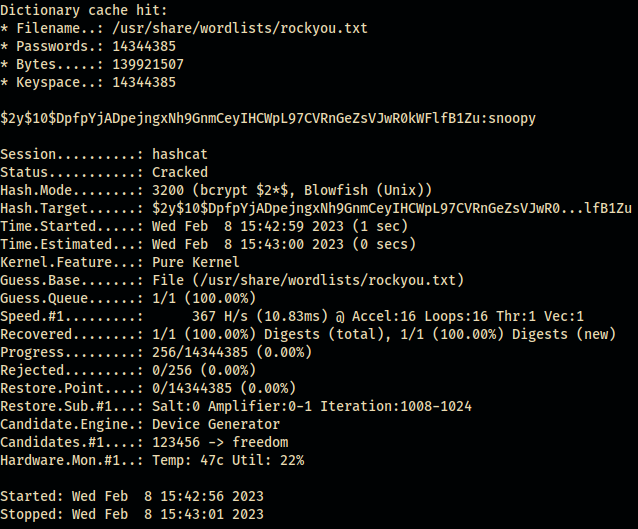 Dictionary cache hit:
* Filename..: /usr/share/wordlists/rockyou.txt
* Passwords.: 14344385
* Bytes.....: 139921507
* Keyspace..: 14344385

$2y$10$DpfpYjADpejngxNh9GnmCeyIHCWpL97CVRnGeZsVJwR0kWFlfB1Zu:snoopy

Session..........: hashcat
Status...........: Cracked
Hash.Mode........: 3200 (bcrypt $2*$, Blowfish (Unix))
Hash.Target......: $2y$10$DpfpYjADpejngxNh9GnmCeyIHCWpL97CVRnGeZsVJwR0...lfB1Zu
Time.Started.....: Wed Feb  8 15:42:59 2023 (1 sec)
Time.Estimated...: Wed Feb  8 15:43:00 2023 (0 secs)
Kernel.Feature...: Pure Kernel
Guess.Base.......: File (/usr/share/wordlists/rockyou.txt)
Guess.Queue......: 1/1 (100.00%)
Speed.#1.........:      367 H/s (10.83ms) @ Accel:16 Loops:16 Thr:1 Vec:1
Recovered........: 1/1 (100.00%) Digests (total), 1/1 (100.00%) Digests (new)
Progress.........: 256/14344385 (0.00%)
Rejected.........: 0/256 (0.00%)
Restore.Point....: 0/14344385 (0.00%)
Restore.Sub.#1...: Salt:0 Amplifier:0-1 Iteration:1008-1024
Candidate.Engine.: Device Generator
Candidates.#1....: 123456 -> freedom
Hardware.Mon.#1..: Temp: 47c Util: 22%

Started: Wed Feb  8 15:42:56 2023
Stopped: Wed Feb  8 15:43:01 2023